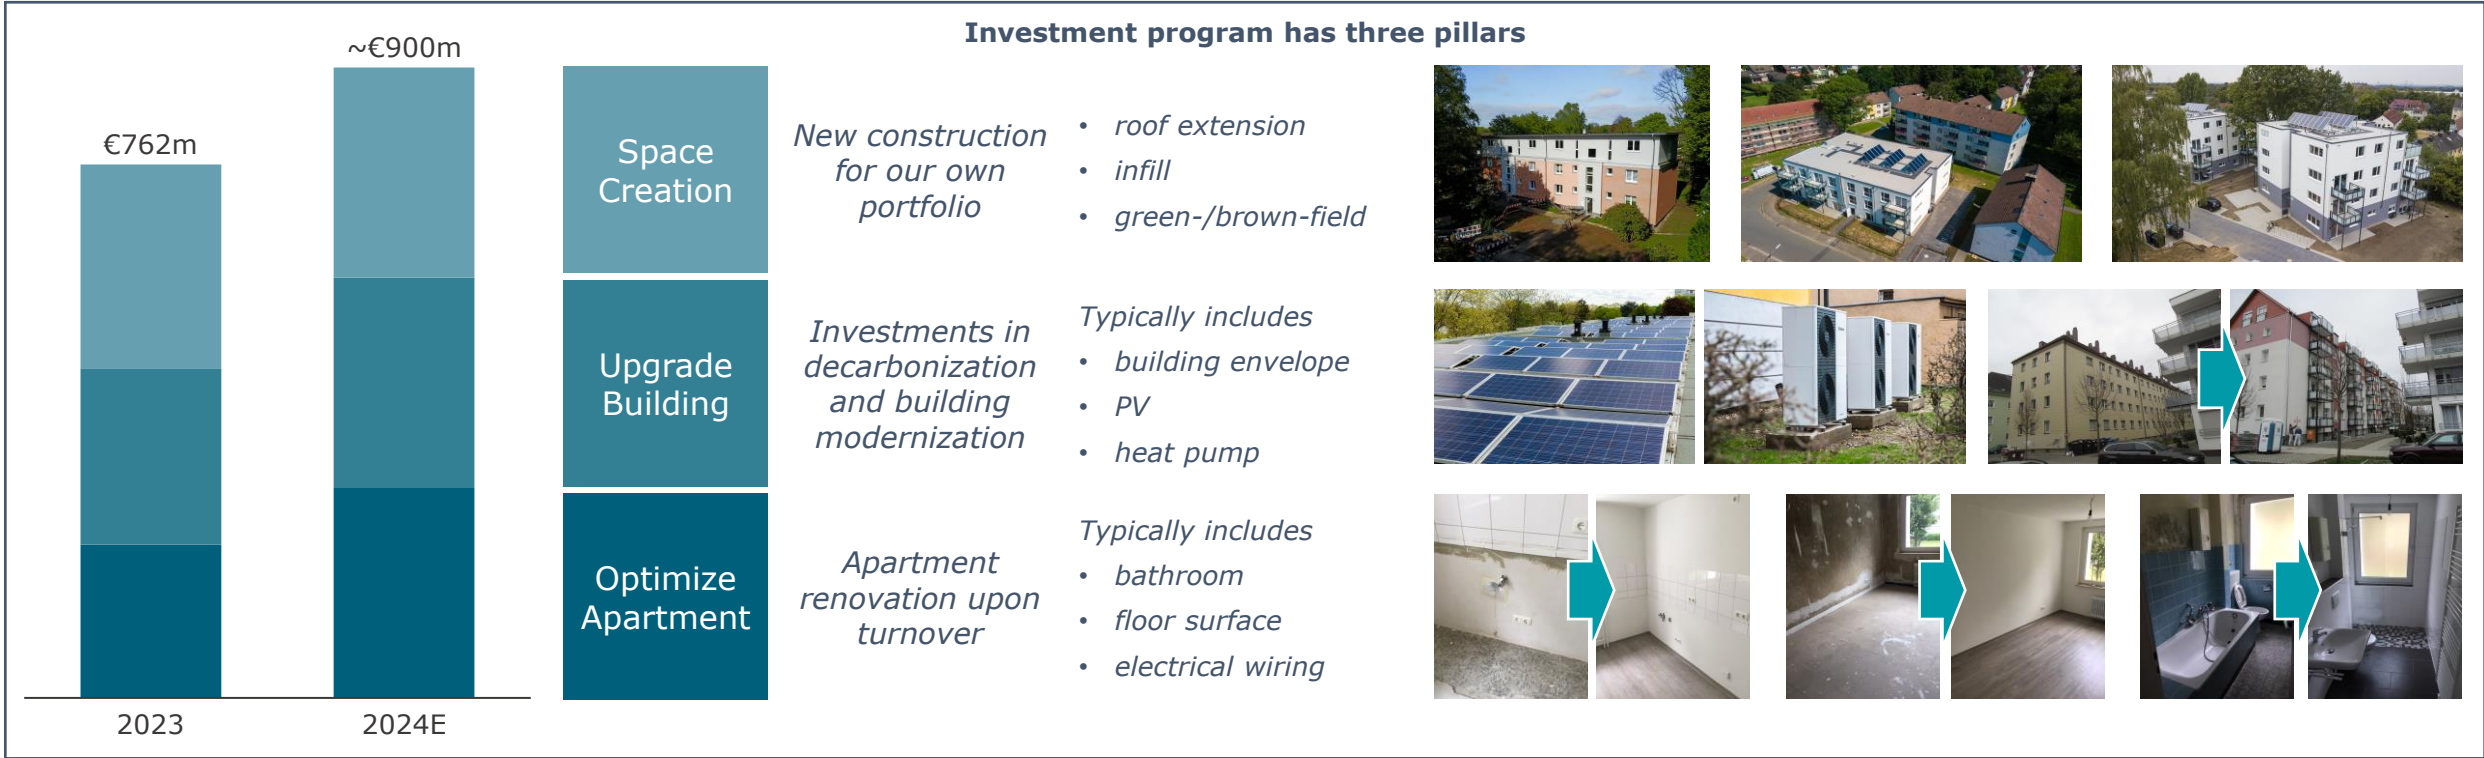 Investment program has three pillars
~€900m
€762m
2023
2024E
Space
Creation
New construction
for our own
portfolio
• roof extension
• infill
• green-/brown-field
Upgrade
Building
Investments in
decarbonization
and building
modernization
Typically includes
• building envelope
• PV
• heat pump
Optimize
Apartment
Apartment
renovation upon
turnover
Typically includes
• bathroom
• floor surface
• electrical wiring